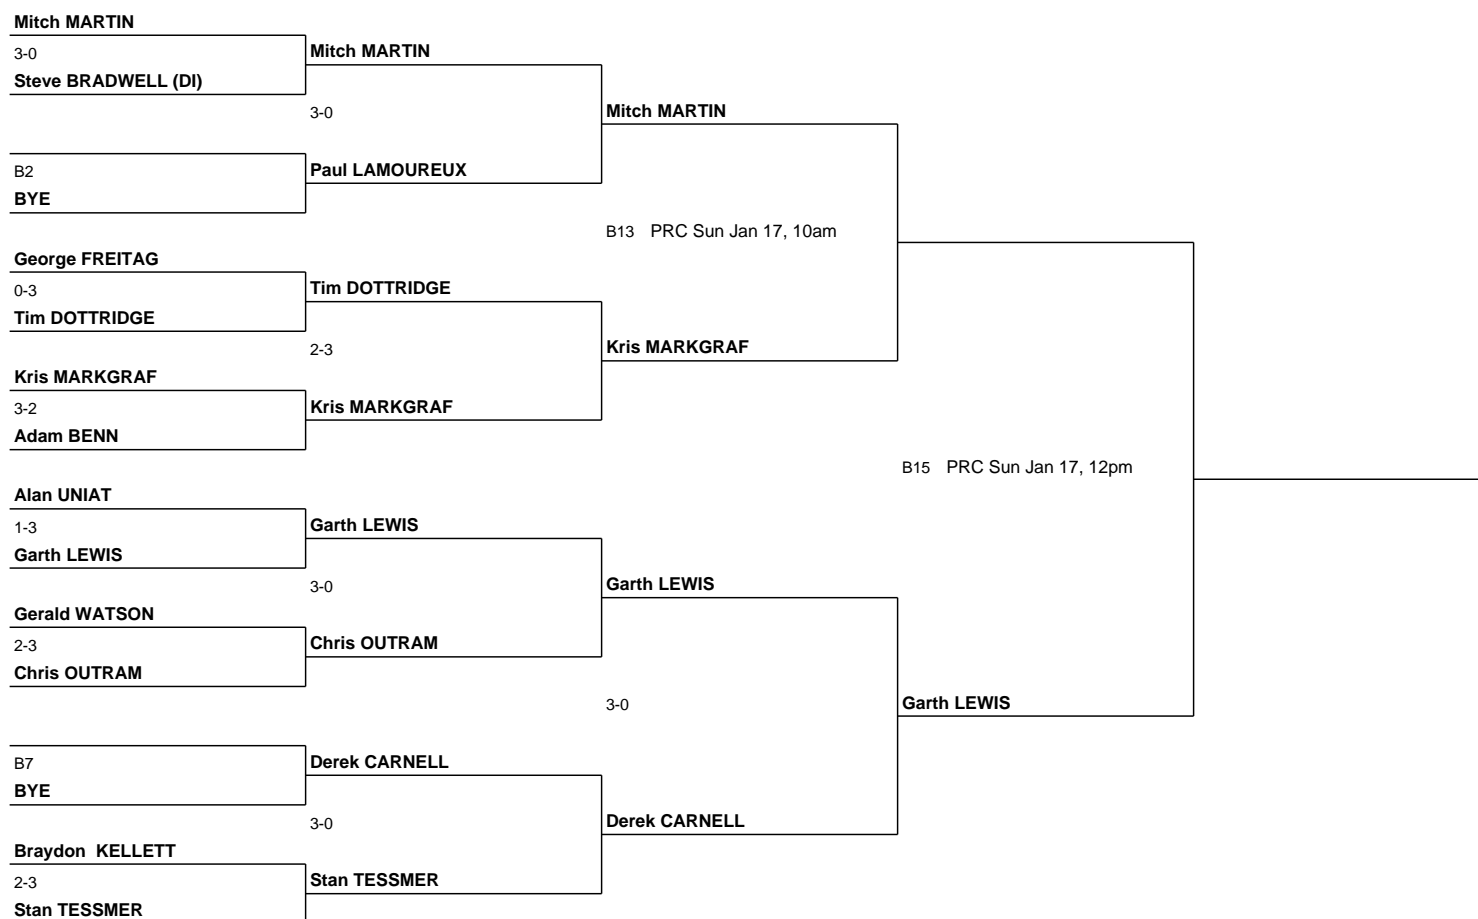 Mitch MARTIN
3-0
Mitch MARTIN
Steve BRADWELL (DI)
3-0
Mitch MARTIN
B2
Paul LAMOUREUX
BYE
B13 PRC Sun Jan 17, 10am
George FREITAG
0-3
Tim DOTTRIDGE
Tim DOTTRIDGE
2-3
Kris MARKGRAF
Kris MARKGRAF
3-2
Kris MARKGRAF
Adam BENN
B15 PRC Sun Jan 17, 12pm
Alan UNIAT
1-3
Garth LEWIS
Garth LEWIS
3-0
Garth LEWIS
Gerald WATSON
2-3
Chris OUTRAM
Chris OUTRAM
3-0
Garth LEWIS
B7
Derek CARNELL
BYE
3-0
Derek CARNELL
Braydon KELLETT
2-3
Stan TESSMER
Stan TESSMER